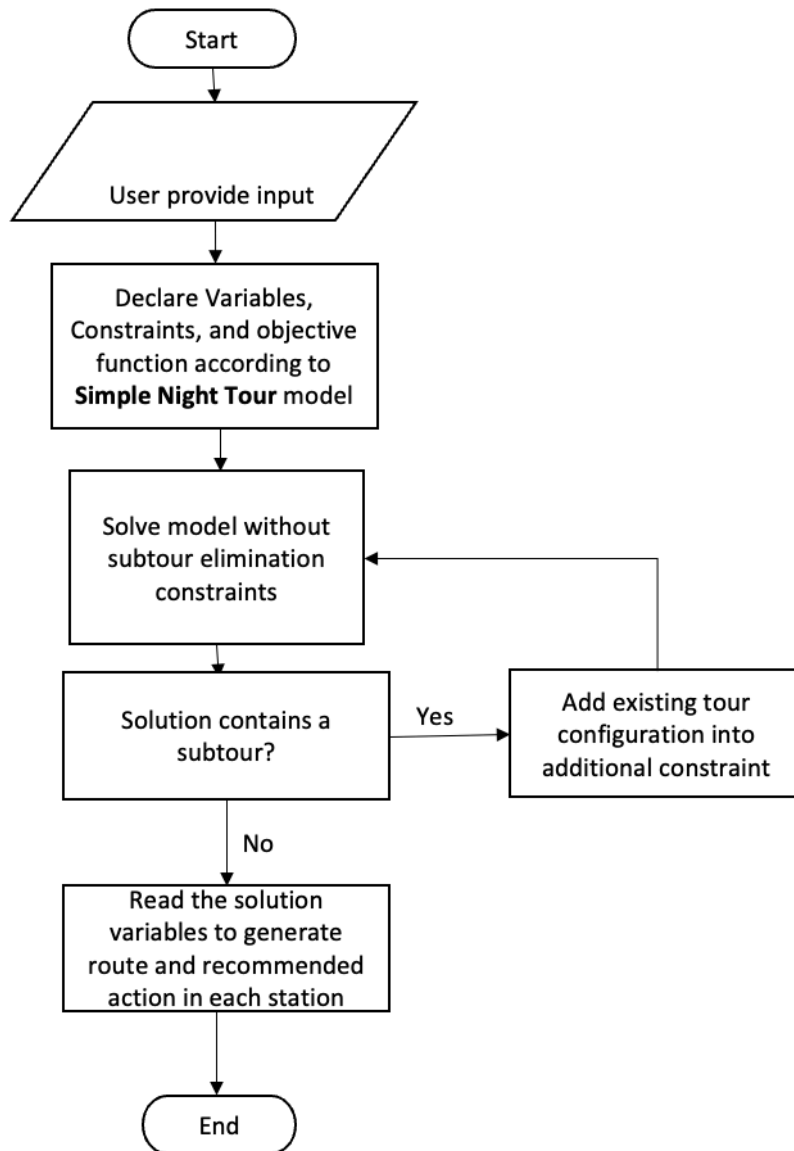 Start
User provide input
Declare Variables,
Constraints, and objective
function according to
Simple Night Tour model
Solve model without
subtour elimination
constraints
Solution contains a
subtour?
Yes
Add existing tour
configuration into
additional constraint
No
Read the solution
variables to generate
route and recommended
action in each station
End